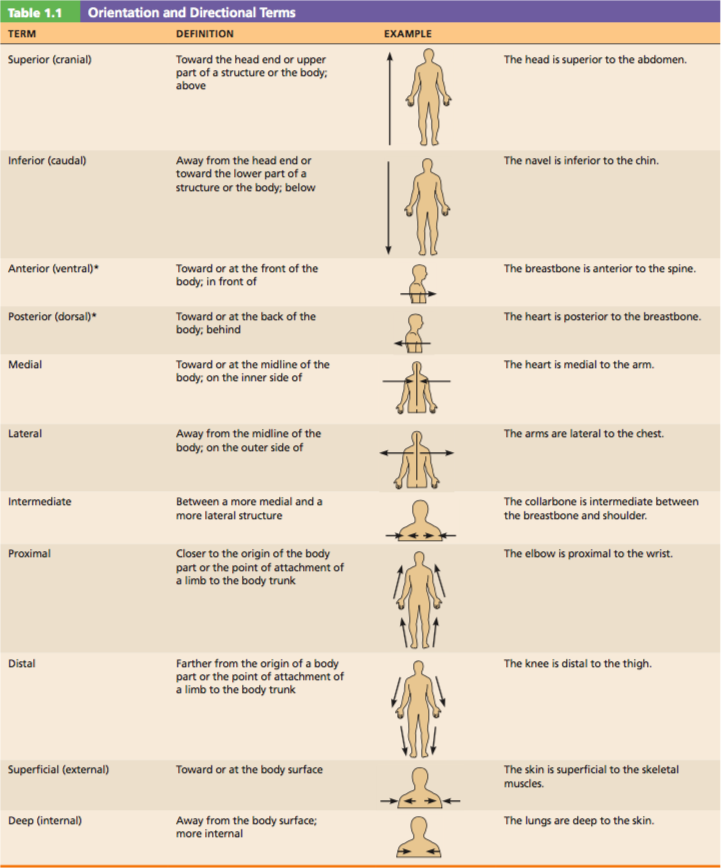 Table 1.1 Orientation and Directional Terms
TERM DEFINITION EXAMPLE
Superior (cranial)
Toward the head end or upper
part of a structure or the body;
above
The head is superior to the abdomen.
Inferior (caudal)
Away from the head end or
toward the lower part of a
structure or the body; below
The navel is inferior to the chin.
Anterior (ventral)*
Toward or at the front of the
body; in front of
The breastbone is anterior to the spine.
Posterior (dorsal)*
Toward or at the back of the
body; behind
The heart is posterior to the breastbone.
Medial
Toward or at the midline of the
body; on the inner side of
The heart is medial to the arm.
Lateral
Away from the midline of the
body; on the outer side of
The arms are lateral to the chest.
Intermediate
Between a more medial and a
more lateral structure
The collarbone is intermediate between
the breastbone and shoulder.
Proximal
Closer to the origin of the body
part or the point of attachment of
a limb to the body trunk
The elbow is proximal to the wrist.
Distal
Farther from the origin of a body
part or the point of attachment of
a limb to the body trunk
The knee is distal to the thigh.
Superficial (external)
Toward or at the body surface
The skin is superficial to the skeletal
muscles.
Deep (internal)
Away from the body surface;
more internal
The lungs are deep to the skin.